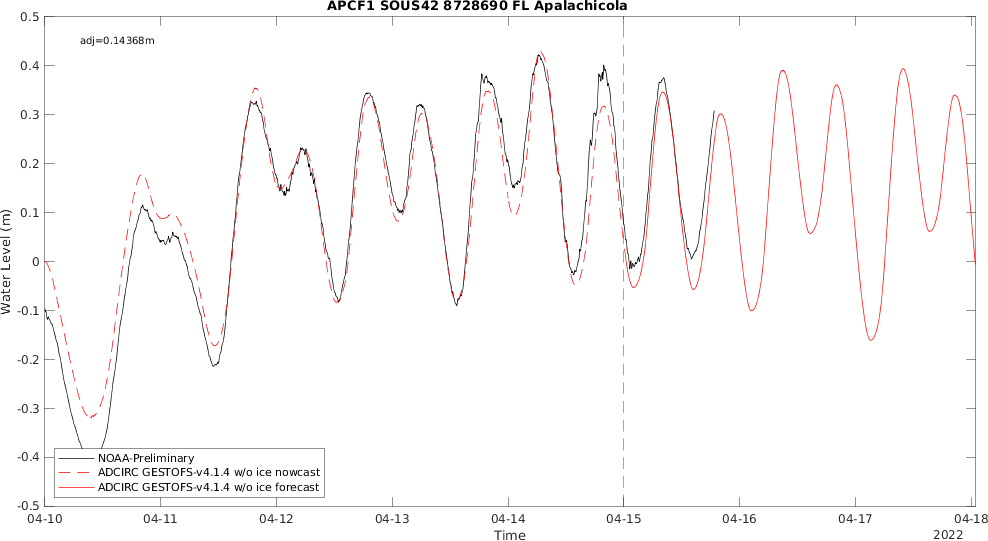 APCF1 SOUS42 8728690 FL Apalachicola
adj=0.14368m
0.5
0.4
0.3
0.2
0.1
0
-0.1
-0.2
-0.3
-0.4
-0.5
Water Level (m)
NOAA-Preliminary
ADCIRC GESTOFS-v4.1.4 w/o ice nowcast
ADCIRC GESTOFS-v4.1.4 w/o ice forecast
04-10 04-11 04-12 04-13 04-14 04-15 04-16 04-17 04-18
Time
2022